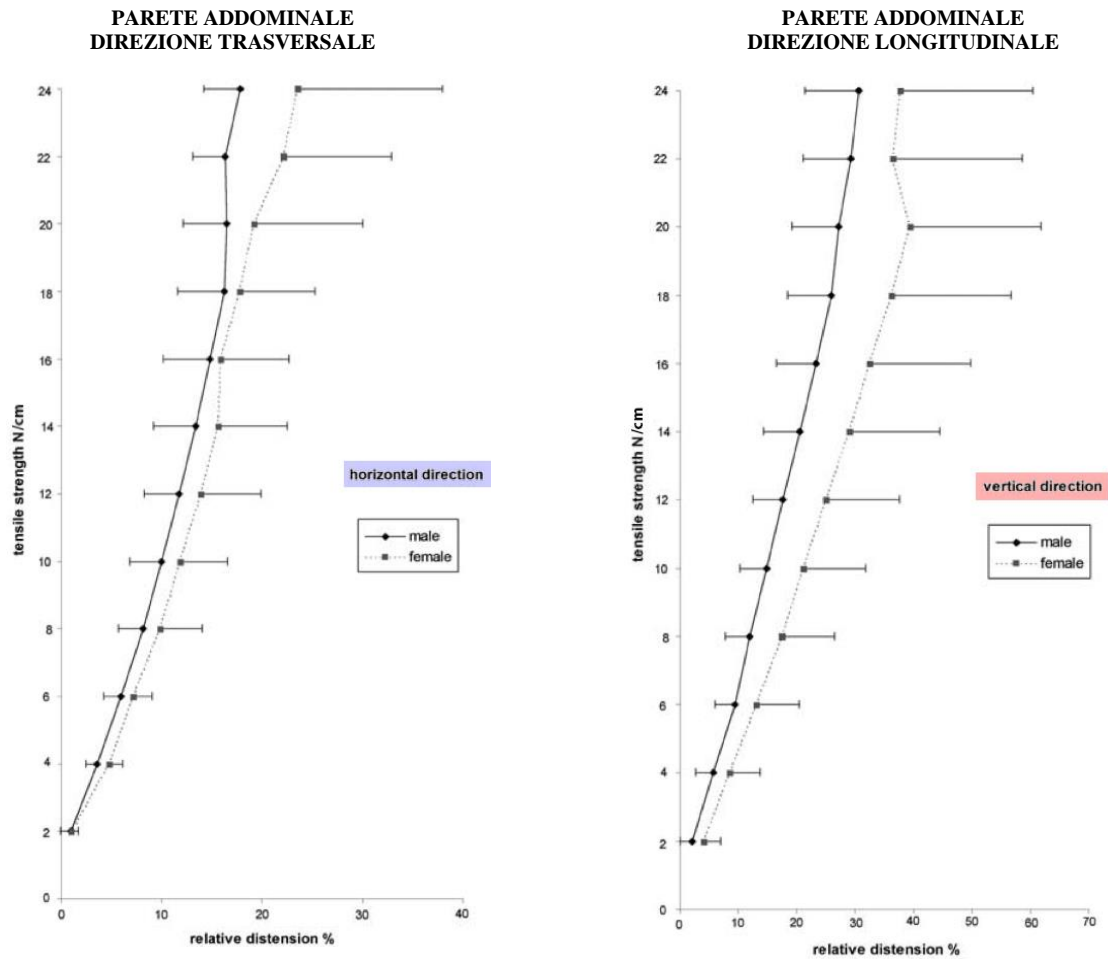 PARETE ADDOMINALE
DIREZIONE TRASVERSALE
24
22
20
18
16
14
12
10
8
6
4
2
0
tensile strength N/cm
horizontal direction
male
female
0 10 20 30 40
relative distension %
PARETE ADDOMINALE
DIREZIONE LONGITUDINALE
24
22
20
18
16
14
12
10
8
6
4
2
0
tensile strength N/cm
vertical direction
male
female
0 10 20 30 40 50 60 70
relative distension %